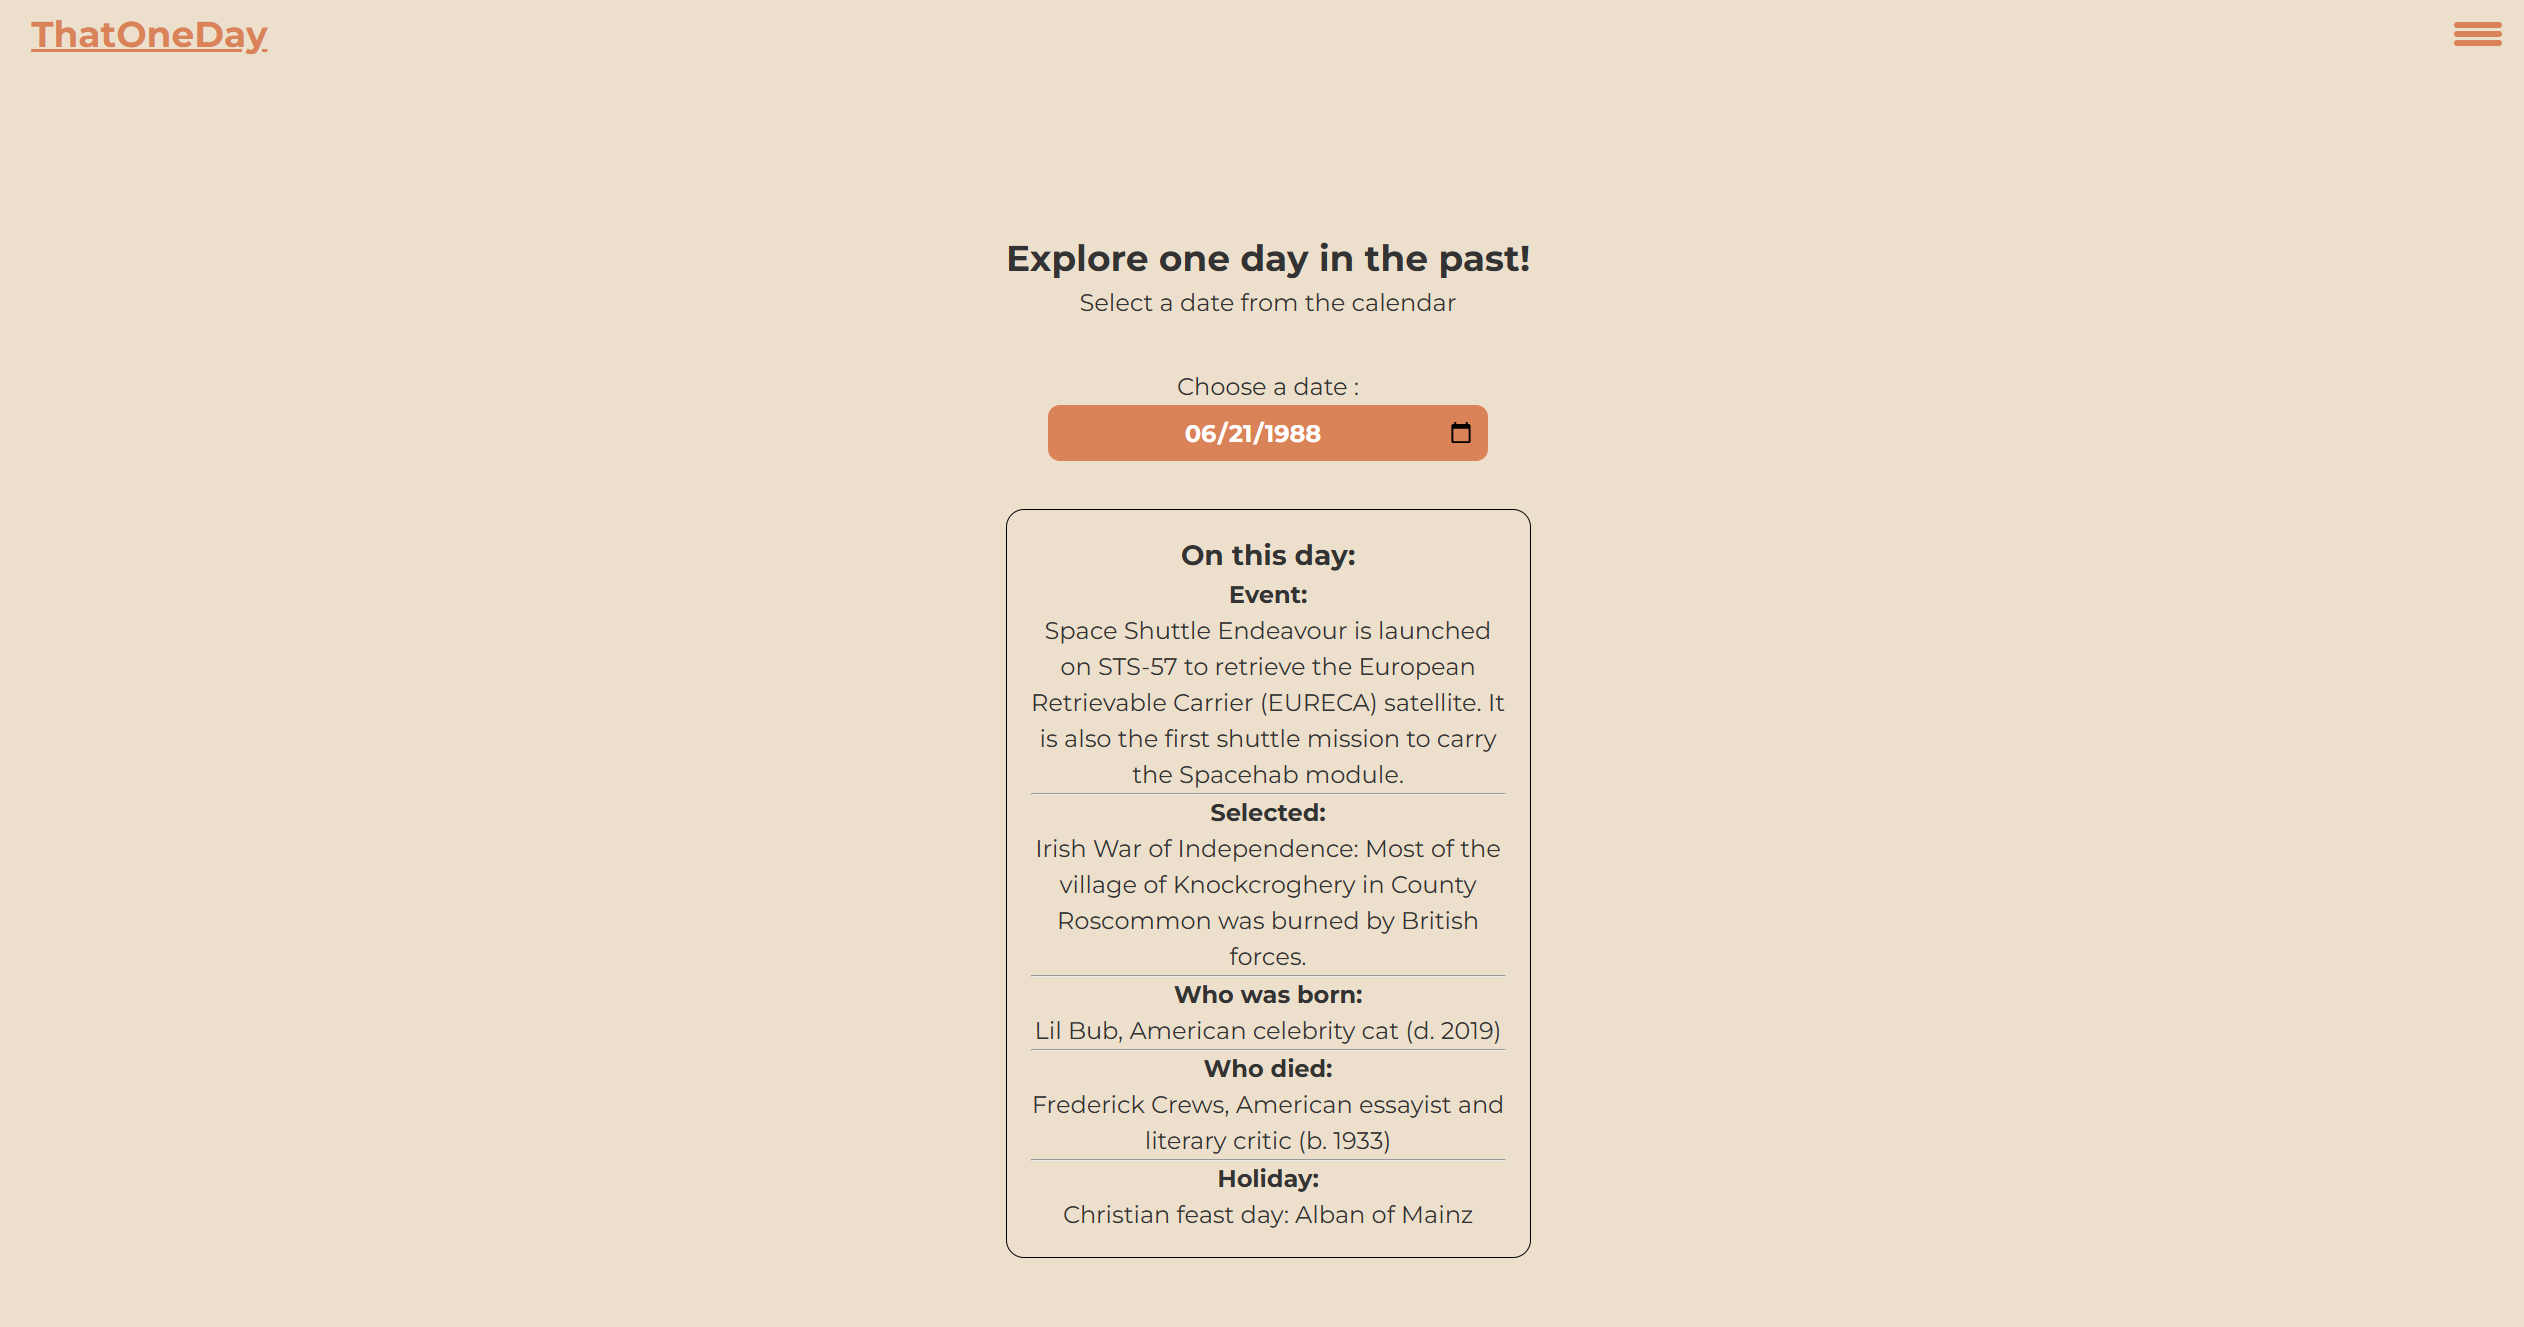 ThatOneDay
Explore one day in the past!
Select a date from the calendar
Choose a date :
06/21/1988
On this day:
Event:
Space Shuttle Endeavour is launched
on STS-57 to retrieve the European
Retrievable Carrier (EURECA) satellite. It
is also the first shuttle mission to carry
the Spacehab module.
Selected:
Irish War of Independence: Most of the
village of Knockcroghery in County
Roscommon was burned by British
forces.
Who was born:
Lil Bub, American celebrity cat (d. 2019)
Who died:
Frederick Crews, American essayist and
literary critic (b. 1933)
Holiday:
Christian feast day: Alban of Mainz